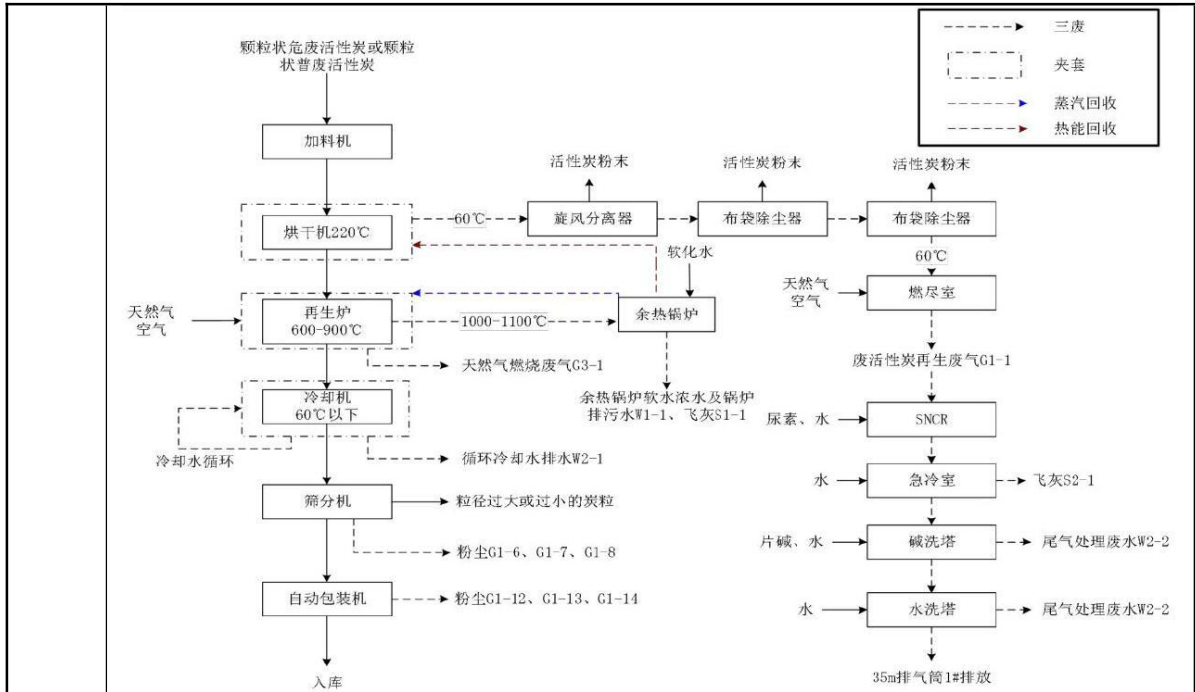 三废
夹套
蒸汽回收
热能回收
颗粒状危废活性炭或颗粒
状普废活性炭
加料机
活性炭粉末
活性炭粉末
活性炭粉末
烘干机220℃
60℃
旋风分离器
布袋除尘器
布袋除尘器
软化水
60℃
天然气
空气
燃尽室
天然气
空气
再生炉
600-900℃
1000-1100℃
余热锅炉
天然气燃烧废气G3-1
废活性炭再生废气G1-1
冷却机
60℃以下
余热锅炉软水浓水及锅炉
排污水W1-1、飞灰S1-1
尿素、水
SNCR
冷却水循环
循环冷却水排水W2-1
水
急冷室
飞灰S2-1
筛分机
粒径过大或过小的炭粒
粉尘G1-6、G1-7、G1-8
片碱、水
碱洗塔
尾气处理废水W2-2
自动包装机
粉尘G1-12、G1-13、G1-14
水
水洗塔
尾气处理废水W2-2
入库
35m排气筒1#排放